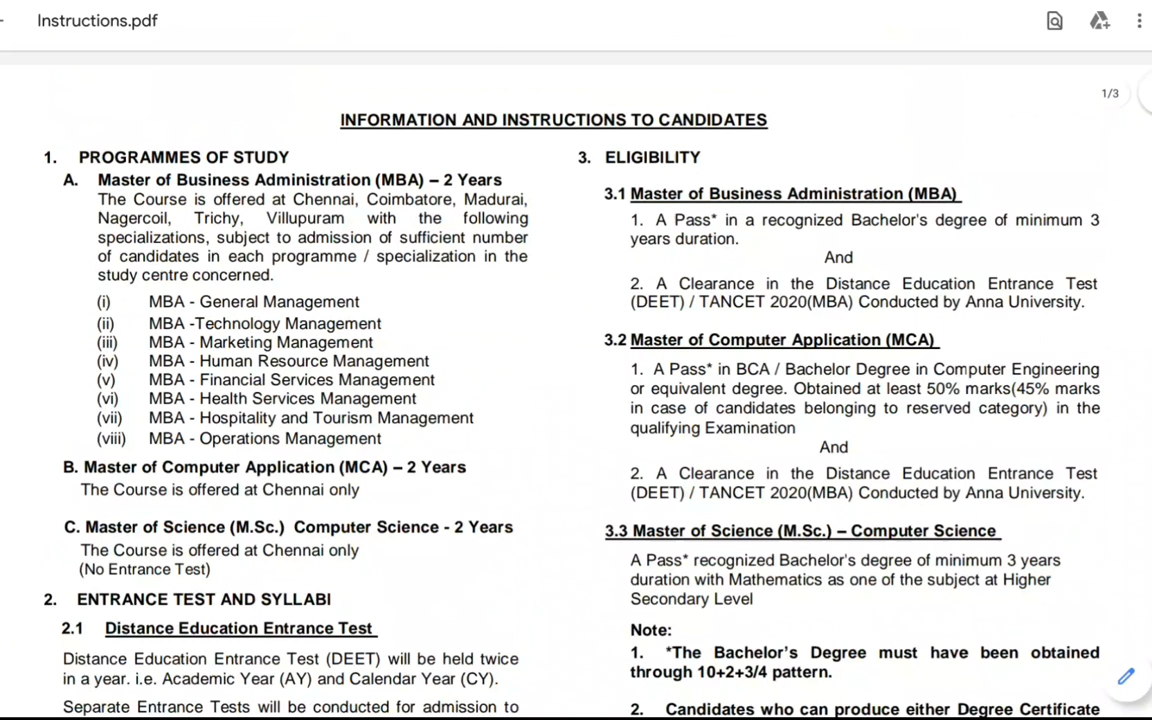 Instructions.pdf
1/3
INFORMATION AND INSTRUCTIONS TO CANDIDATES
1. PROGRAMMES OF STUDY
A. Master of Business Administration (MBA) – 2 Years
The Course is offered at Chennai, Coimbatore, Madurai,
Nagercoil, Trichy, Villupuram with the following
specializations, subject to admission of sufficient number
of candidates in each programme / specialization in the
study centre concerned.
(i) MBA - General Management
(ii) MBA -Technology Management
(iii) MBA - Marketing Management
(iv) MBA - Human Resource Management
(v) MBA - Financial Services Management
(vi) MBA - Health Services Management
(vii) MBA - Hospitality and Tourism Management
(viii) MBA - Operations Management
B. Master of Computer Application (MCA) – 2 Years
The Course is offered at Chennai only
C. Master of Science (M.Sc.) Computer Science - 2 Years
The Course is offered at Chennai only
(No Entrance Test)
2. ENTRANCE TEST AND SYLLABI
2.1 Distance Education Entrance Test
Distance Education Entrance Test (DEET) will be held twice
in a year. i.e. Academic Year (AY) and Calendar Year (CY).
Separate Entrance Tests will be conducted for admission to
3. ELIGIBILITY
3.1 Master of Business Administration (MBA)
1. A Pass* in a recognized Bachelor's degree of minimum 3
years duration.
And
2. A Clearance in the Distance Education Entrance Test
(DEET) / TANCET 2020(MBA) Conducted by Anna University.
3.2 Master of Computer Application (MCA)
1. A Pass* in BCA / Bachelor Degree in Computer Engineering
or equivalent degree. Obtained at least 50% marks(45% marks
in case of candidates belonging to reserved category) in the
qualifying Examination
And
2. A Clearance in the Distance Education Entrance Test
(DEET) / TANCET 2020(MBA) Conducted by Anna University.
3.3 Master of Science (M.Sc.) – Computer Science
A Pass* recognized Bachelor's degree of minimum 3 years
duration with Mathematics as one of the subject at Higher
Secondary Level
Note:
1. *The Bachelor's Degree must have been obtained
through 10+2+3/4 pattern.
2. Candidates who can produce either Degree Certificate